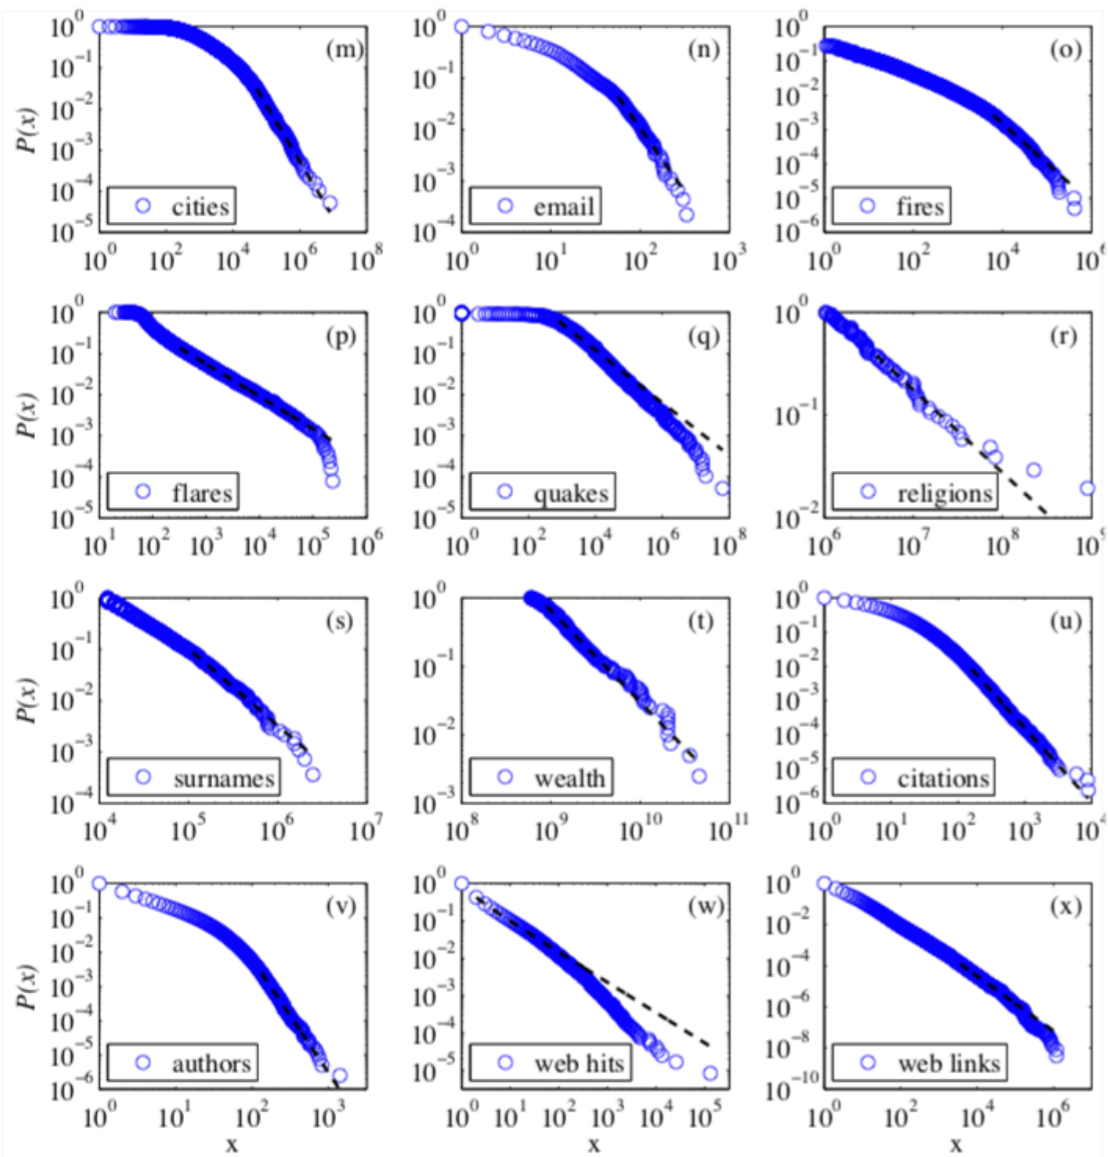 10^0 10^-1 10^-2 10^-3 10^-4 10^-5 P(x) (m) cities
10^0 10^2 10^4 10^6 10^8
10^0 10^-1 10^-2 10^-3 10^-4 (n) email
10^0 10^1 10^2 10^3
10^0 10^-1 10^-2 10^-3 10^-4 10^-5 10^-6 (o) fires
10^0 10^2 10^4 10^6
10^0 10^-1 10^-2 10^-3 10^-4 10^-5 P(x) (p) flares
10^1 10^2 10^3 10^4 10^5 10^6
10^0 10^-1 10^-2 10^-3 10^-4 10^-5 (q) quakes
10^0 10^2 10^4 10^6 10^8
10^0 10^-1 10^-2 (r) religions
10^6 10^7 10^8 10^9
10^0 10^-1 10^-2 10^-3 10^-4 P(x) (s) surnames
10^4 10^5 10^6 10^7
10^0 10^-1 10^-2 10^-3 (t) wealth
10^8 10^9 10^10 10^11
10^0 10^-1 10^-2 10^-3 10^-4 10^-5 10^-6 (u) citations
10^0 10^1 10^2 10^3 10^4
10^0 10^-1 10^-2 10^-3 10^-4 10^-5 10^-6 P(x) (v) authors
10^0 10^1 10^2 10^3
x
10^0 10^-1 10^-2 10^-3 10^-4 10^-5 (w) web hits
10^0 10^1 10^2 10^3 10^4 10^5
x
10^0 10^-2 10^-4 10^-6 10^-8 10^-10 (x) web links
10^0 10^2 10^4 10^6
x